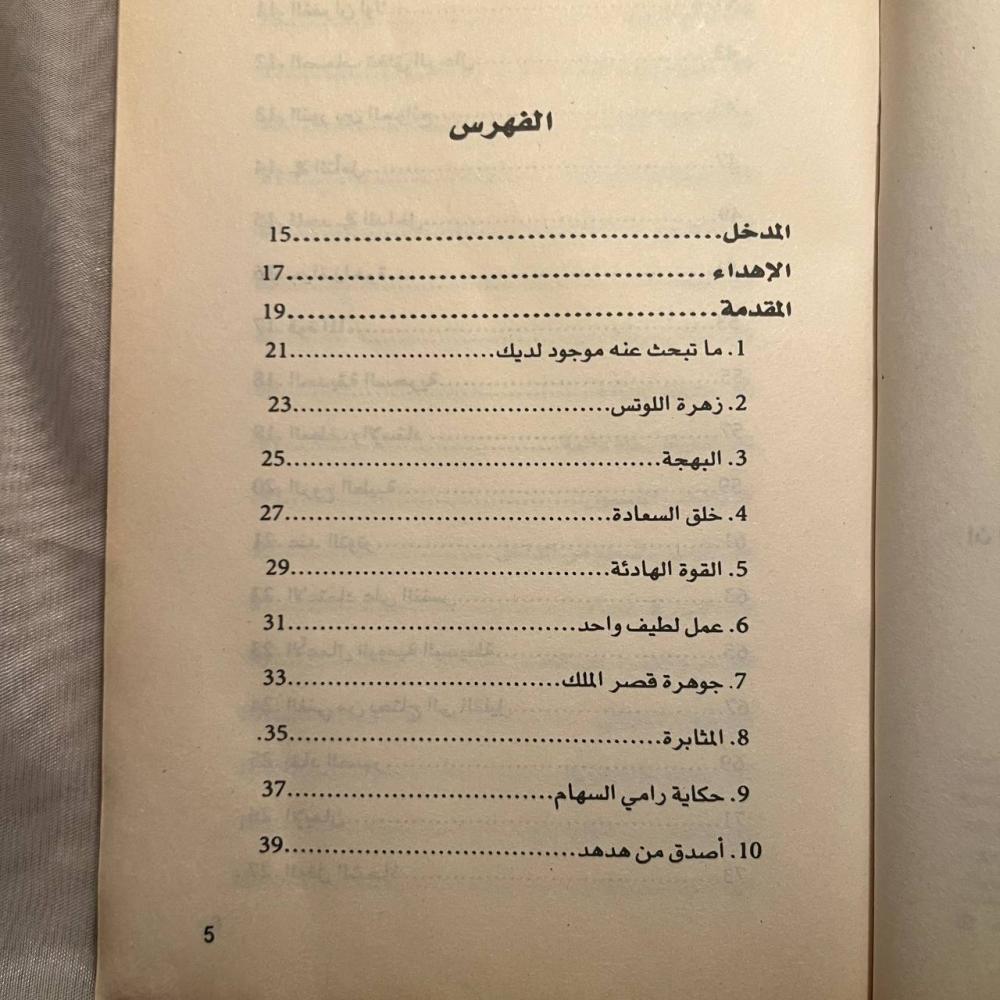 الفهرس
المدخل......................................................15
الإهداء ....................................................17
المقدمة.....................................................19
1. ما تبحث عنه موجود لديك..........................21
2. زهرة اللوتس...........................................23
3. البهجة................................................25
4. خلق السعادة.........................................27
5. القوة الهادئة.........................................29
6. عمل لطيف واحد.....................................31
7. جوهرة قصر الملك...................................33
8. المثابرة................................................35.
9. حكاية رامي السهام..................................37
10. أصدق من هدهد...................................39
5